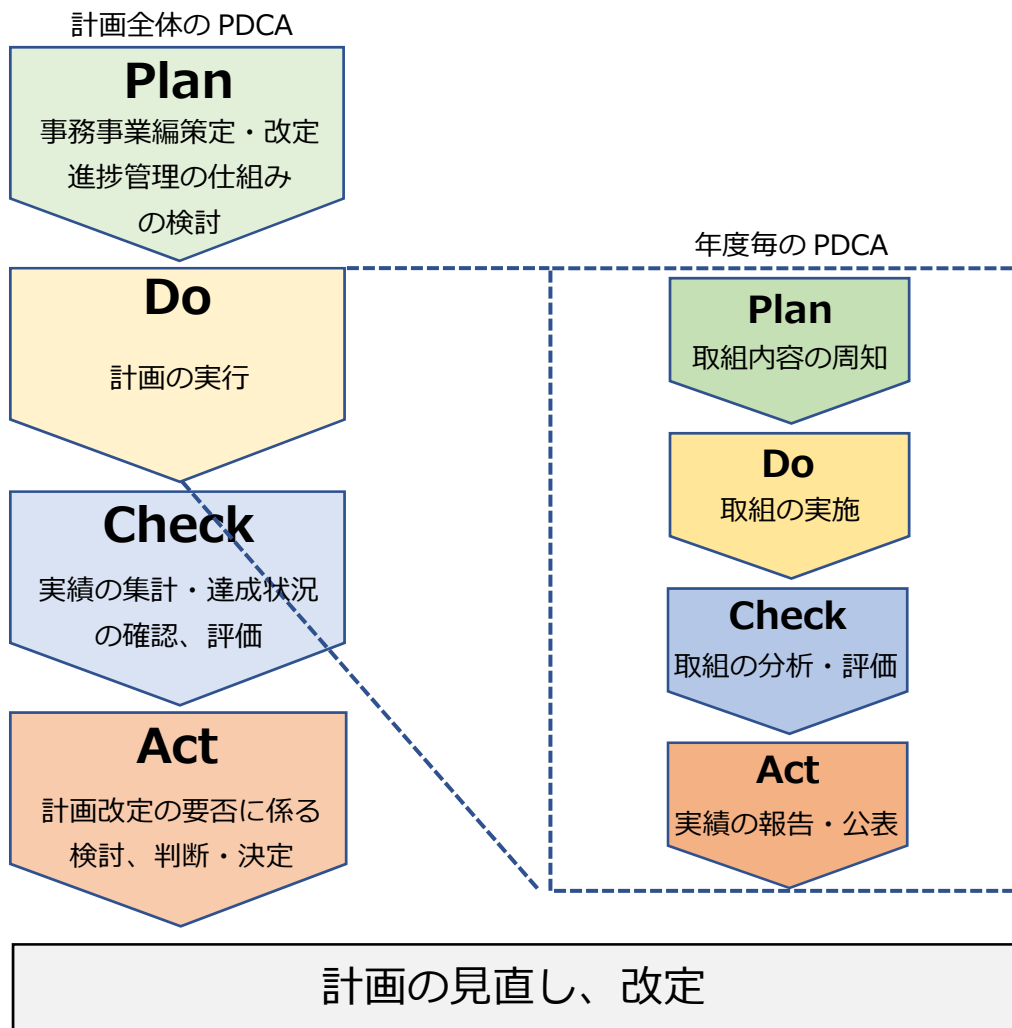 計画全体の PDCA
Plan
事務事業編策定・改定
進捗管理の仕組み
の検討
Do
計画の実行
Check
実績の集計・達成状況
の確認、評価
Act
計画改定の要否に係る
検討、判断・決定
年度毎の PDCA
Plan
取組内容の周知
Do
取組の実施
Check
取組の分析・評価
Act
実績の報告・公表
計画の見直し、改定